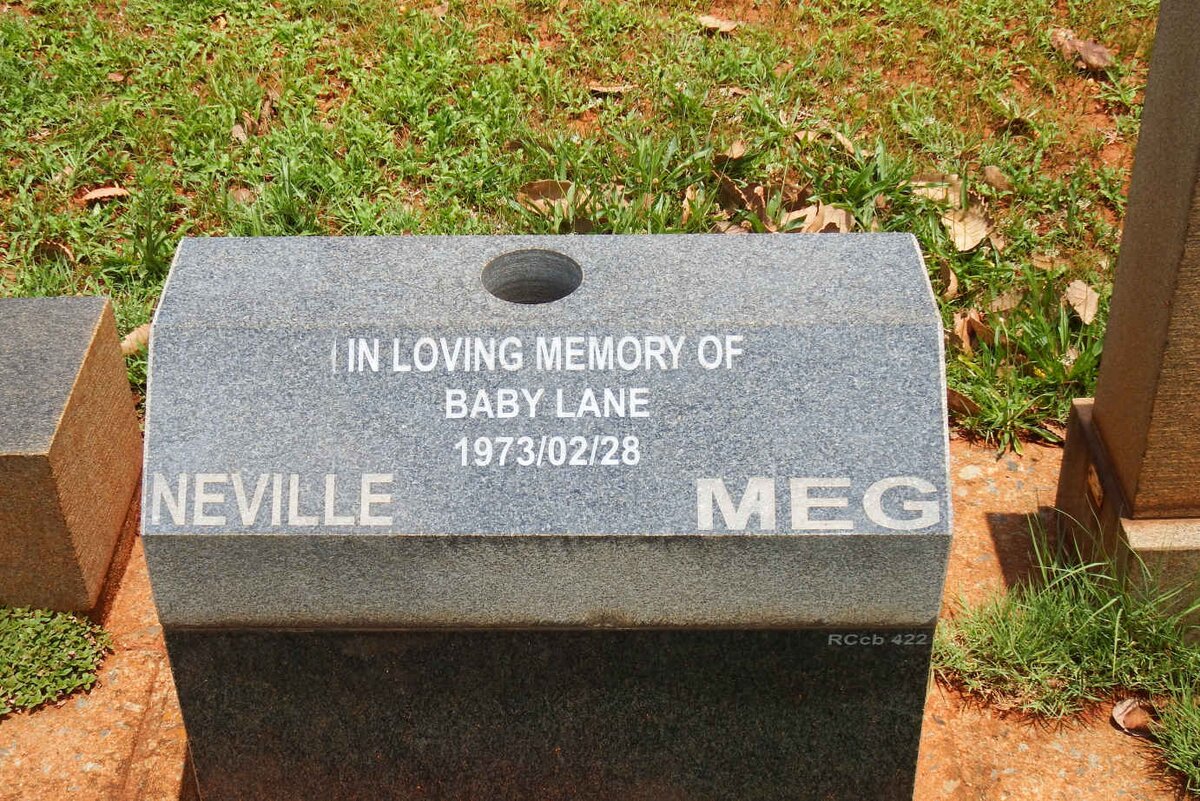 IN LOVING MEMORY OF
BABY LANE
1973/02/28
NEVILLE MEG
RCcb 422